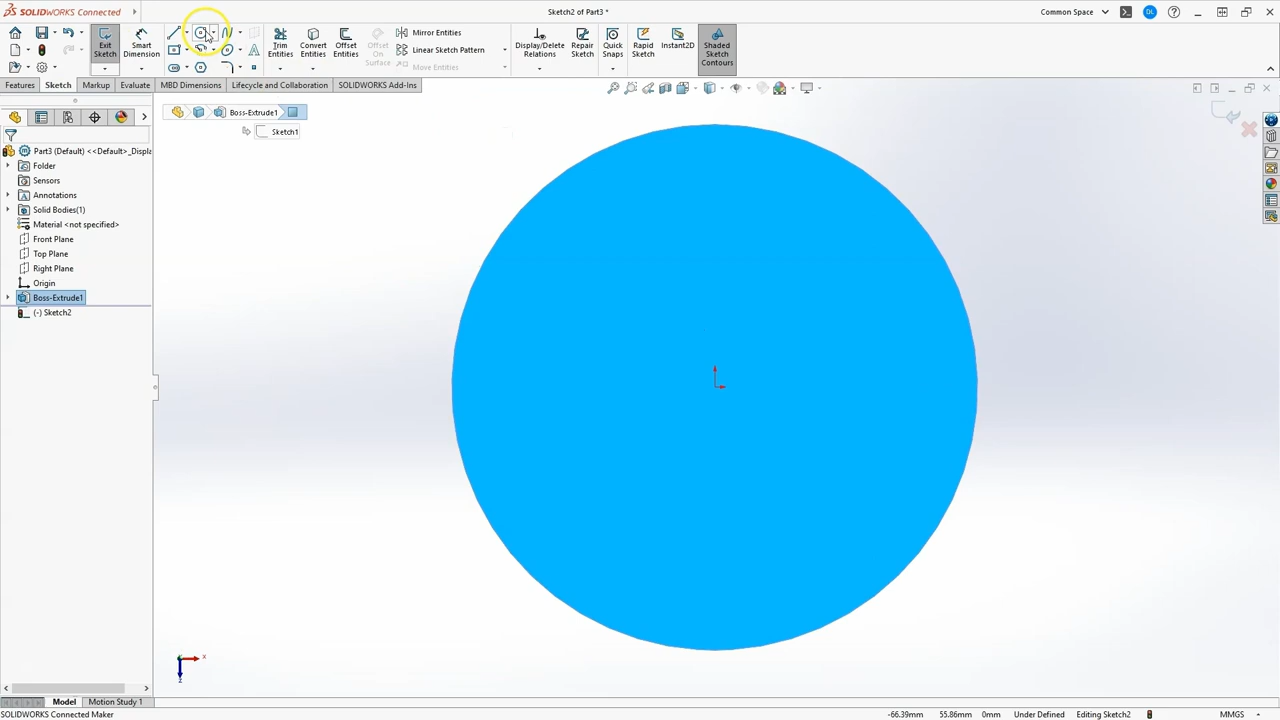 SOLIDWORKS Connected
Sketch2 of Part3 *
Common Space
DL
Exit Sketch
Smart Dimension
Trim Entities
Convert Entities
Offset Entities
Offset On Surface
Mirror Entities
Linear Sketch Pattern
Move Entities
Display/Delete Relations
Repair Sketch
Quick Snaps
Rapid Sketch
Instant2D
Shaded Sketch Contours
Features
Sketch
Markup
Evaluate
MBD Dimensions
Lifecycle and Collaboration
SOLIDWORKS Add-Ins
Boss-Extrude1
Sketch1
Part3 (Default) <<Default>_Displa
Folder
Sensors
Annotations
Solid Bodies(1)
Material <not specified>
Front Plane
Top Plane
Right Plane
Origin
Boss-Extrude1
(-) Sketch2
x
z
Model
Motion Study 1
SOLIDWORKS Connected Maker
-66.39mm
55.86mm
0mm
Under Defined
Editing Sketch2
MMGS